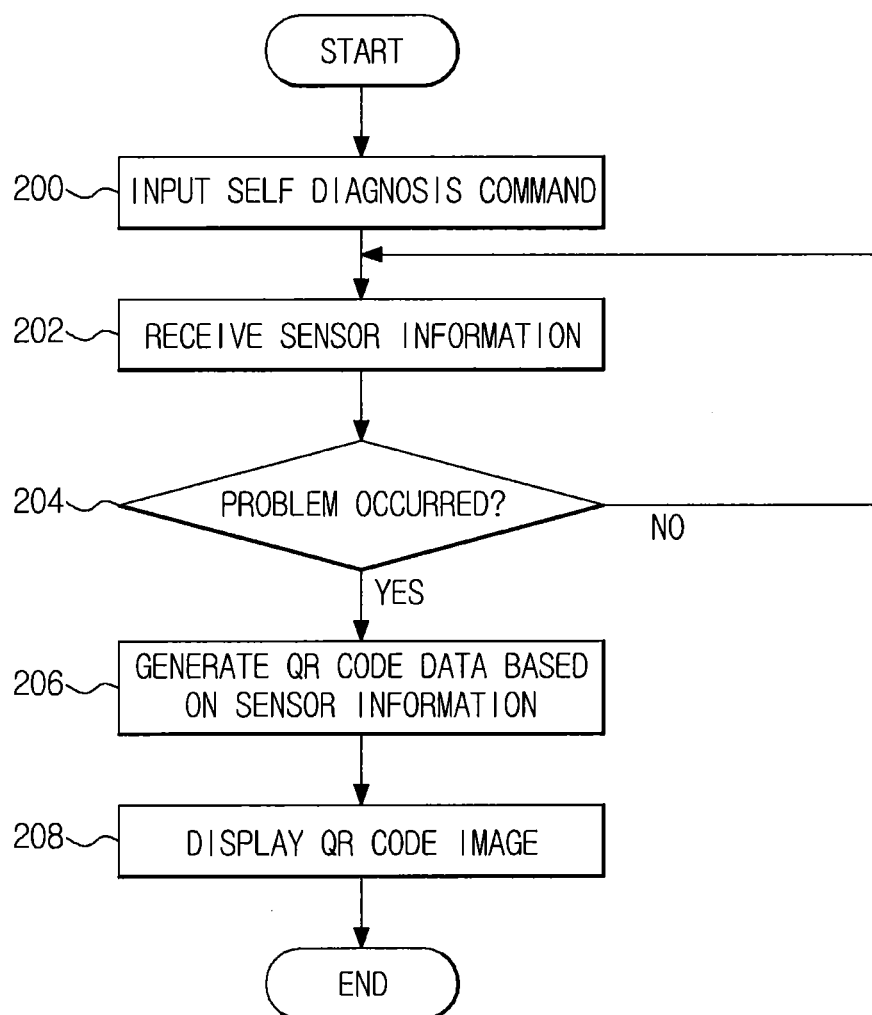 START
200
INPUT SELF DIAGNOSIS COMMAND
202
RECEIVE SENSOR INFORMATION
204
PROBLEM OCCURRED?
NO
YES
206
GENERATE QR CODE DATA BASED
ON SENSOR INFORMATION
208
DISPLAY QR CODE IMAGE
END